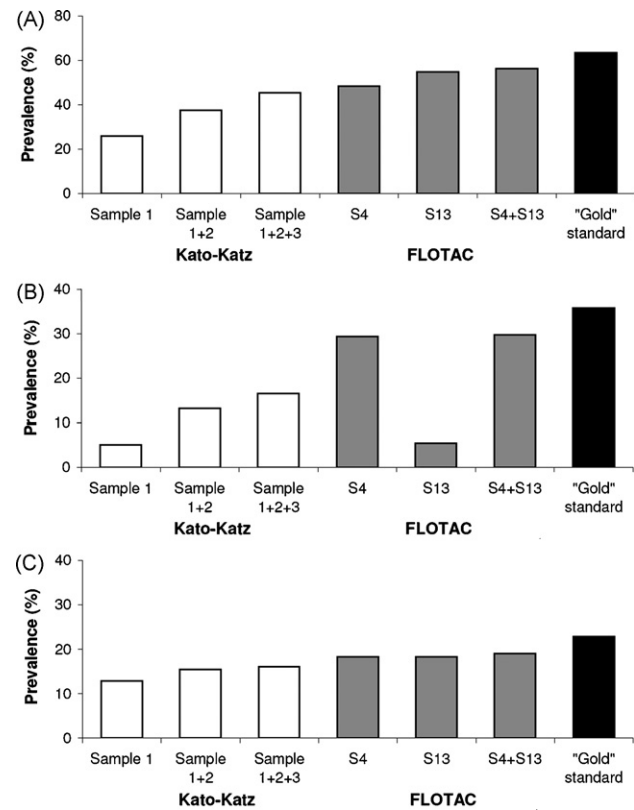 (A)
Prevalence (%)
80
60
40
20
0
Sample 1
Sample
1+2
Sample
1+2+3
S4
S13
S4+S13
"Gold"
standard
Kato-Katz
FLOTAC
(B)
Prevalence (%)
40
30
20
10
0
Sample 1
Sample
1+2
Sample
1+2+3
S4
S13
S4+S13
"Gold"
standard
Kato-Katz
FLOTAC
(C)
Prevalence (%)
40
30
20
10
0
Sample 1
Sample
1+2
Sample
1+2+3
S4
S13
S4+S13
"Gold"
standard
Kato-Katz
FLOTAC